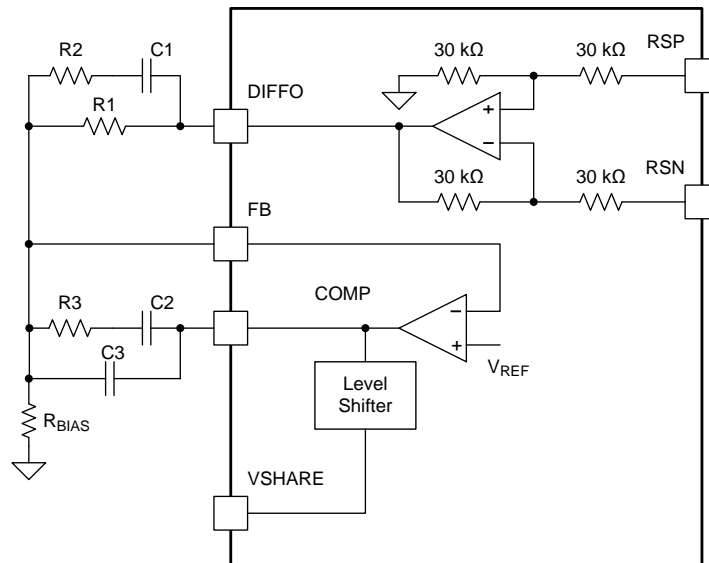 R2
C1
30 kΩ
30 kΩ
RSP
R1
DIFFO
+
−
30 kΩ
30 kΩ
RSN
FB
R3
C2
COMP
−
+
VREF
C3
Level
Shifter
RBIAS
VSHARE